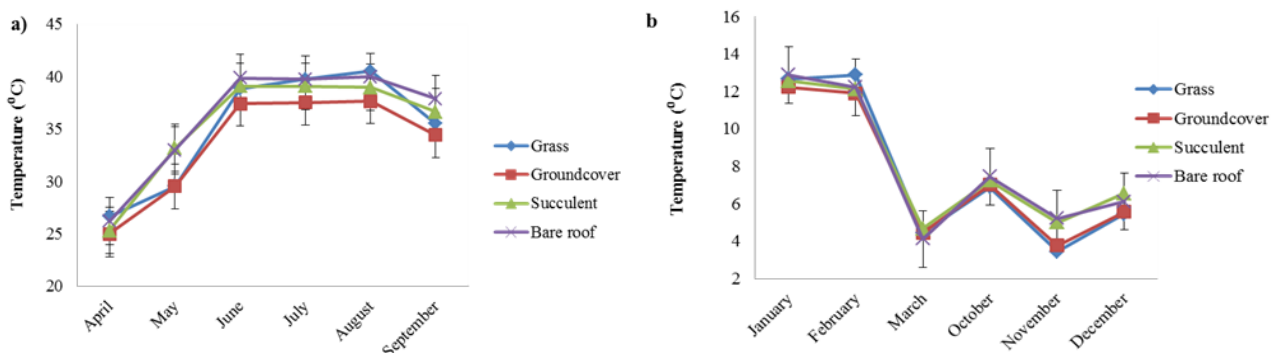 a)
45
40
35
30
25
20
Temperature (⁰C)
April
May
June
July
August
September
Grass
Groundcover
Succulent
Bare roof
b
16
14
12
10
8
6
4
2
Temperature (⁰C)
January
February
March
October
November
December
Grass
Groundcover
Succulent
Bare roof